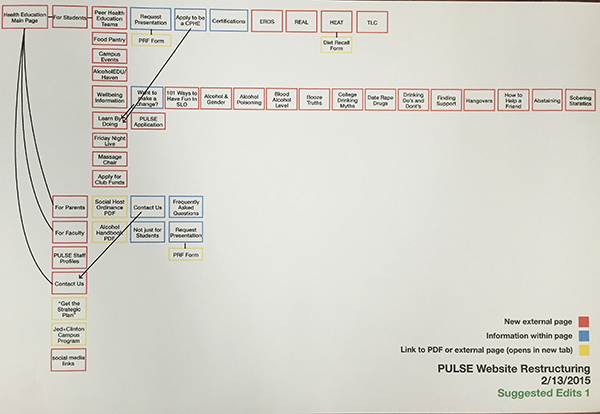 Health Education
Main Page
For Students
Peer Health
Education
Teams
Request
Presentation
Apply to be
a CPHE
Certifications
EROS
REAL
HEAT
TLC
Food Pantry
PRF Form
Diet Recall
Form
Campus
Events
AlcoholEDU/
Haven
Wellbeing
Information
Want to
make a
change?
101 Ways to
Have Fun In
SLO
Alcohol &
Gender
Alcohol
Poisoning
Blood
Alcohol
Level
Booze
Truths
College
Drinking
Myths
Date Rape
Drugs
Drinking
Do's and
Dont's
Finding
Support
Hangovers
How to
Help a
Friend
Abstaining
Sobering
Statistics
Learn By
Doing
PULSE
Application
Friday Night
Live
Massage
Chair
Apply for
Club Funds
For Parents
Social Host
Ordinance
PDF
Contact Us
Frequently
Asked
Questions
For Faculty
Alcohol
Handbook
PDF
Not just for
Students
Request
Presentation
PULSE Staff
Profiles
PRF Form
Contact Us
"Get the
Strategic
Plan"
Jed+Clinton
Campus
Program
social media
links
New external page
Information within page
Link to PDF or external page (opens in new tab)
PULSE Website Restructuring
2/13/2015
Suggested Edits 1